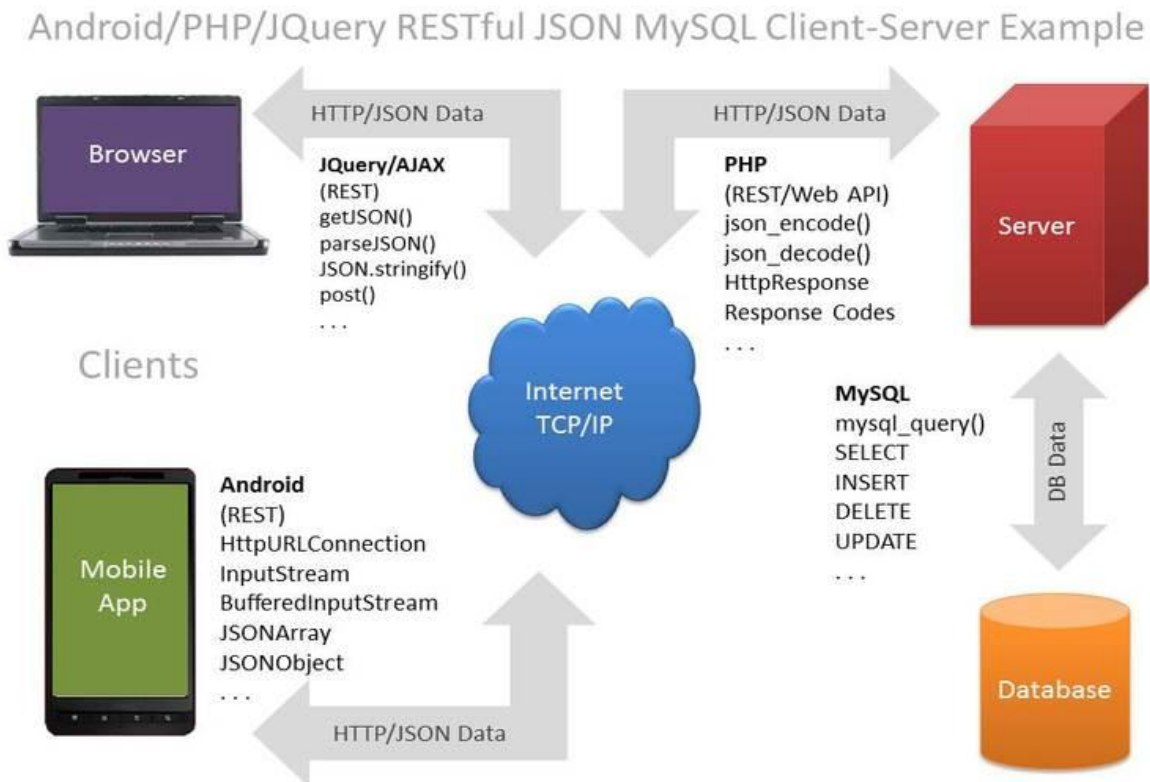 Android/PHP/JQuery RESTful JSON MySQL Client-Server Example
Browser
HTTP/JSON Data
JQuery/AJAX
(REST)
getJSON()
parseJSON()
JSON.stringify()
post()
. . .
HTTP/JSON Data
PHP
(REST/Web API)
json_encode()
json_decode()
HttpResponse
Response Codes
. . .
Server
Clients
Internet
TCP/IP
MySQL
mysql_query()
SELECT
INSERT
DELETE
UPDATE
. . .
DB Data
Mobile
App
Android
(REST)
HttpURLConnection
InputStream
BufferedInputStream
JSONArray
JSONObject
. . .
HTTP/JSON Data
Database